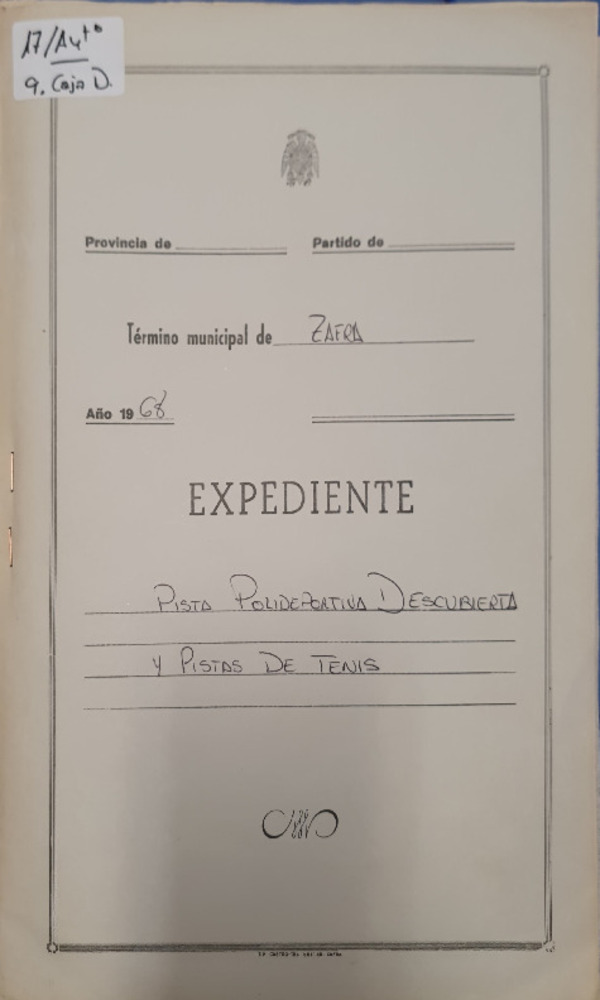 17/Ayto
9. Caja D.
Provincia de Partido de
Término municipal de ZAFRA
Año 1968
EXPEDIENTE
PISTA POLIDEPORTIVA DESCUBIERTA
Y PISTAS DE TENIS